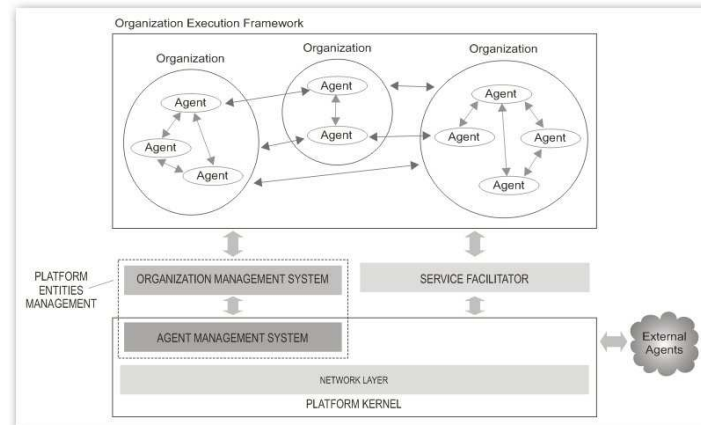 Organization Execution Framework
Organization
Organization
Organization
Agent
Agent
Agent
Agent
Agent
Agent
Agent
Agent
Agent
PLATFORM
ENTITIES
MANAGEMENT
ORGANIZATION MANAGEMENT SYSTEM
SERVICE FACILITATOR
AGENT MANAGEMENT SYSTEM
External
Agents
NETWORK LAYER
PLATFORM KERNEL